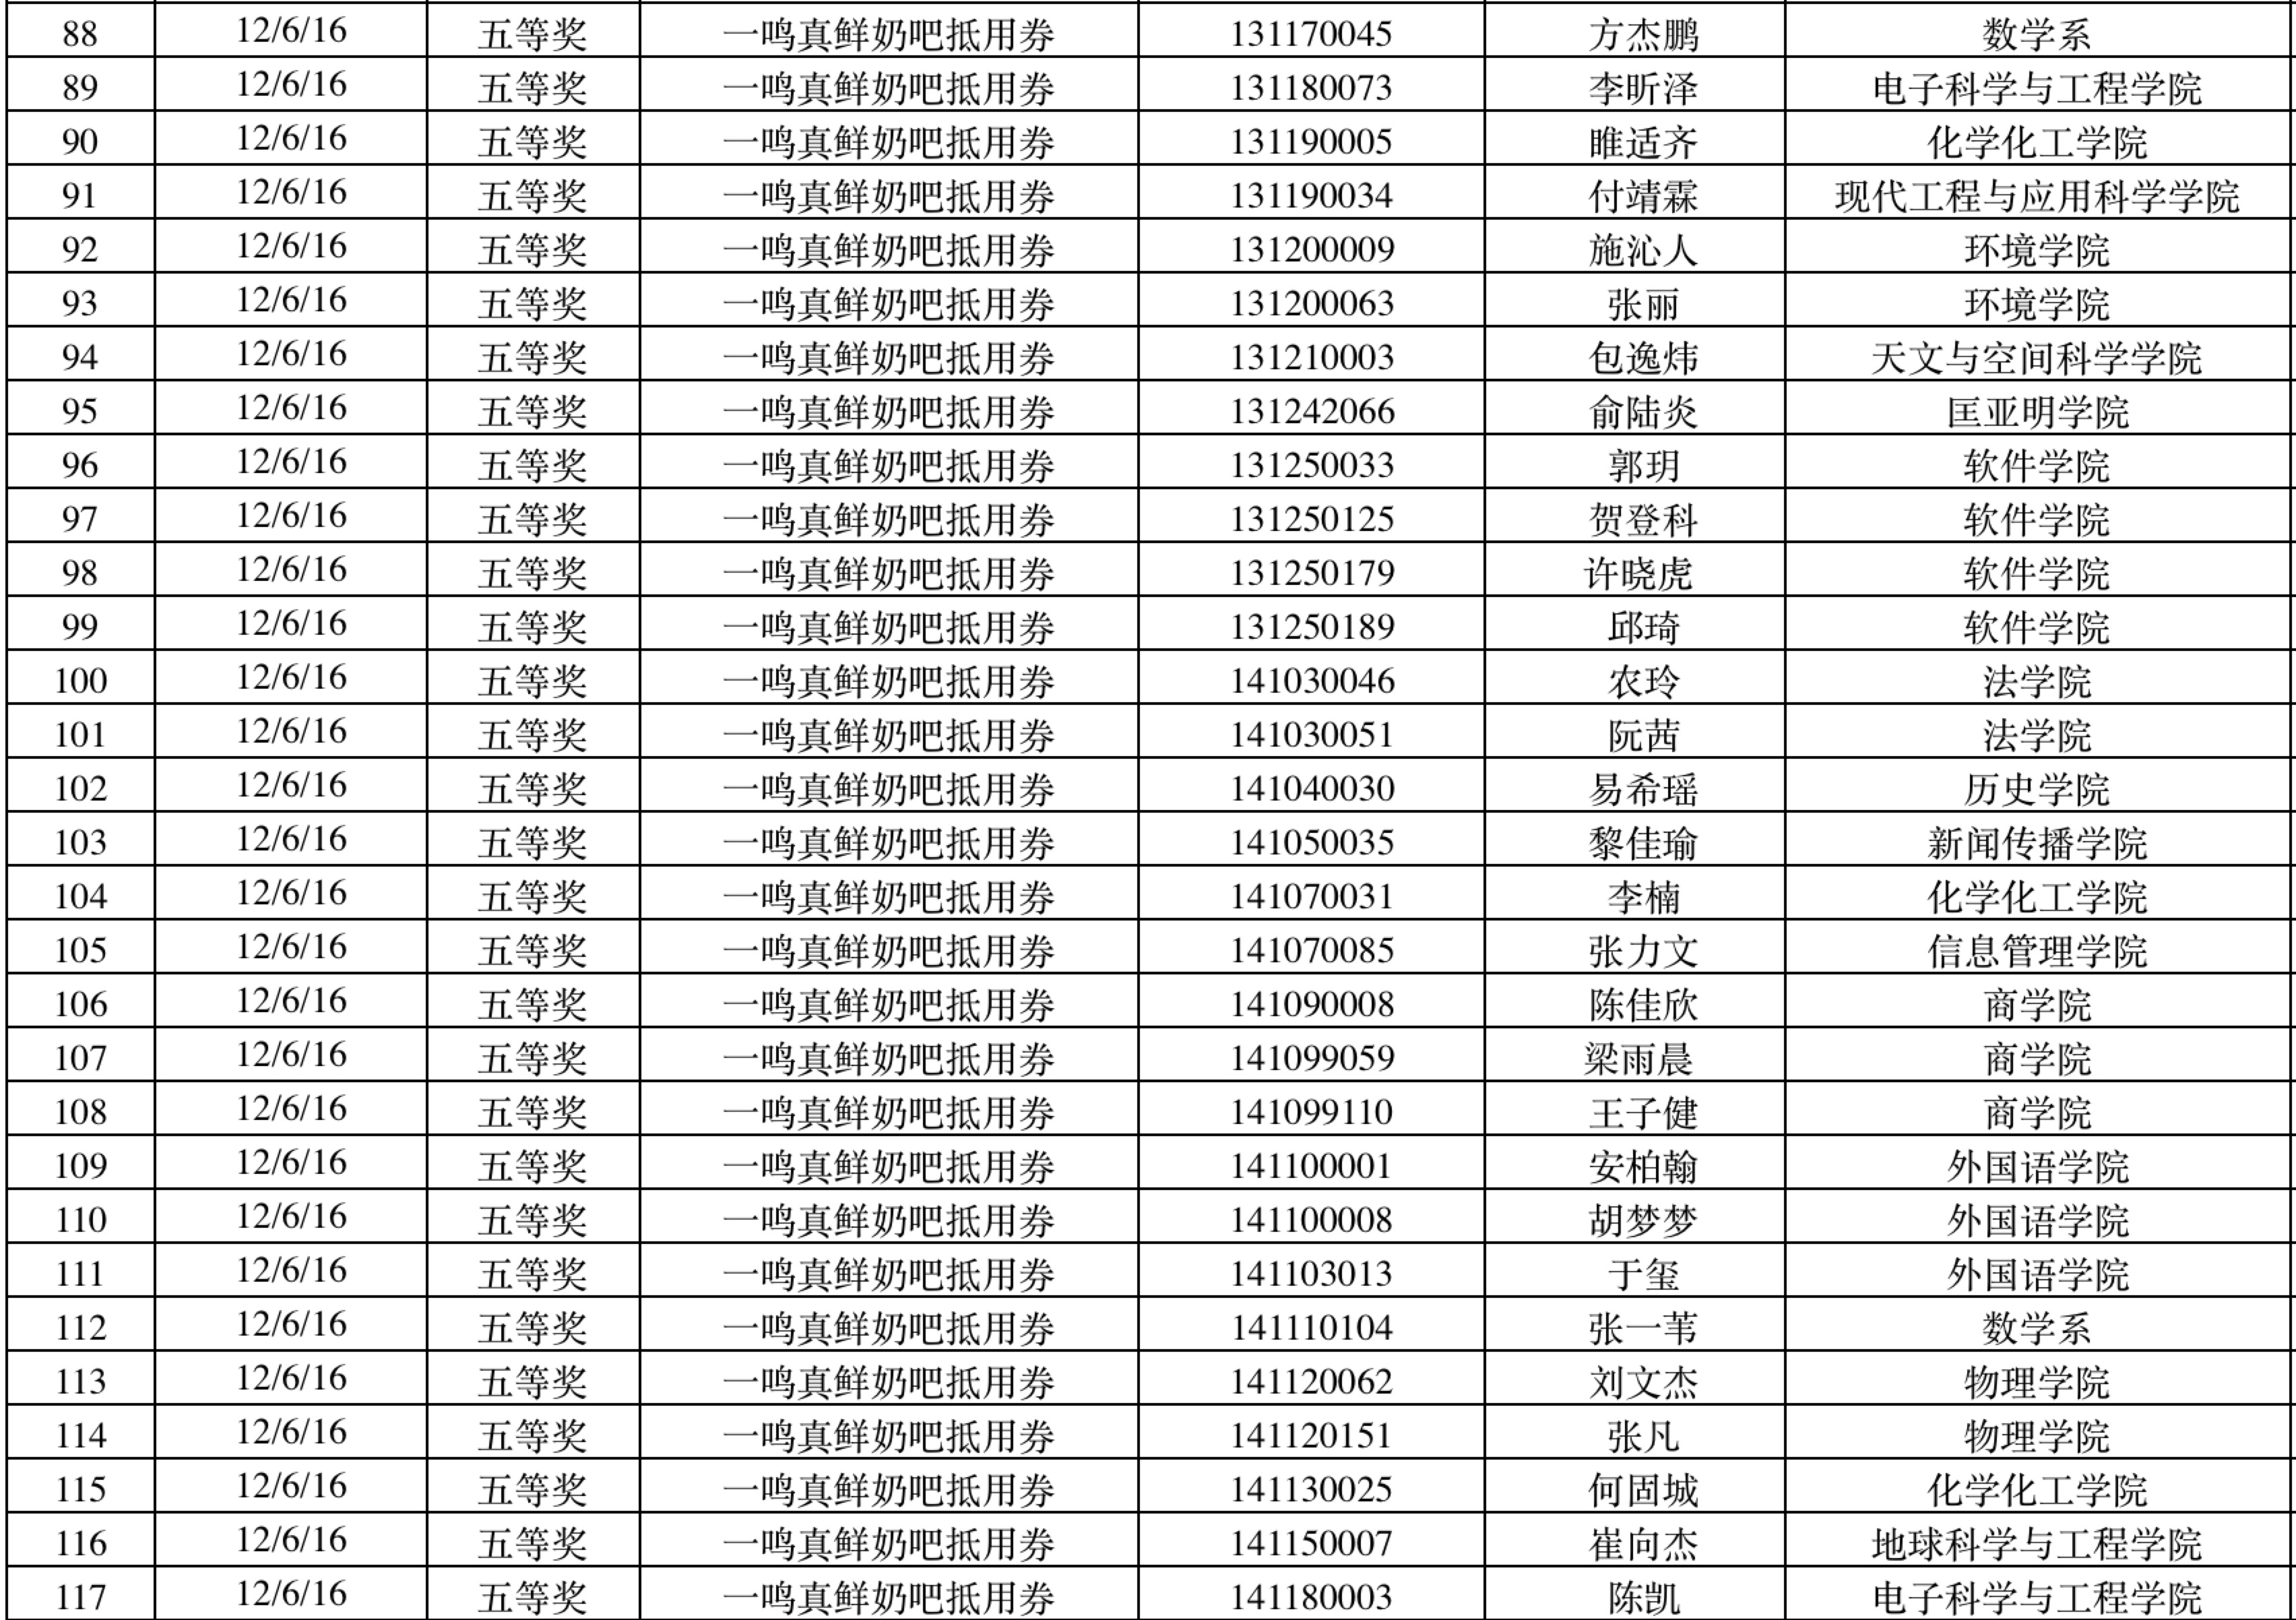 88 12/6/16 五等奖 一鸣真鲜奶吧抵用券 131170045 方杰鹏 数学系
89 12/6/16 五等奖 一鸣真鲜奶吧抵用券 131180073 李昕泽 电子科学与工程学院
90 12/6/16 五等奖 一鸣真鲜奶吧抵用券 131190005 睢适齐 化学化工学院
91 12/6/16 五等奖 一鸣真鲜奶吧抵用券 131190034 付靖霖 现代工程与应用科学学院
92 12/6/16 五等奖 一鸣真鲜奶吧抵用券 131200009 施沁人 环境学院
93 12/6/16 五等奖 一鸣真鲜奶吧抵用券 131200063 张丽 环境学院
94 12/6/16 五等奖 一鸣真鲜奶吧抵用券 131210003 包逸炜 天文与空间科学学院
95 12/6/16 五等奖 一鸣真鲜奶吧抵用券 131242066 俞陆炎 匡亚明学院
96 12/6/16 五等奖 一鸣真鲜奶吧抵用券 131250033 郭玥 软件学院
97 12/6/16 五等奖 一鸣真鲜奶吧抵用券 131250125 贺登科 软件学院
98 12/6/16 五等奖 一鸣真鲜奶吧抵用券 131250179 许晓虎 软件学院
99 12/6/16 五等奖 一鸣真鲜奶吧抵用券 131250189 邱琦 软件学院
100 12/6/16 五等奖 一鸣真鲜奶吧抵用券 141030046 农玲 法学院
101 12/6/16 五等奖 一鸣真鲜奶吧抵用券 141030051 阮茜 法学院
102 12/6/16 五等奖 一鸣真鲜奶吧抵用券 141040030 易希瑶 历史学院
103 12/6/16 五等奖 一鸣真鲜奶吧抵用券 141050035 黎佳瑜 新闻传播学院
104 12/6/16 五等奖 一鸣真鲜奶吧抵用券 141070031 李楠 化学化工学院
105 12/6/16 五等奖 一鸣真鲜奶吧抵用券 141070085 张力文 信息管理学院
106 12/6/16 五等奖 一鸣真鲜奶吧抵用券 141090008 陈佳欣 商学院
107 12/6/16 五等奖 一鸣真鲜奶吧抵用券 141099059 梁雨晨 商学院
108 12/6/16 五等奖 一鸣真鲜奶吧抵用券 141099110 王子健 商学院
109 12/6/16 五等奖 一鸣真鲜奶吧抵用券 141100001 安柏翰 外国语学院
110 12/6/16 五等奖 一鸣真鲜奶吧抵用券 141100008 胡梦梦 外国语学院
111 12/6/16 五等奖 一鸣真鲜奶吧抵用券 141103013 于玺 外国语学院
112 12/6/16 五等奖 一鸣真鲜奶吧抵用券 141110104 张一苇 数学系
113 12/6/16 五等奖 一鸣真鲜奶吧抵用券 141120062 刘文杰 物理学院
114 12/6/16 五等奖 一鸣真鲜奶吧抵用券 141120151 张凡 物理学院
115 12/6/16 五等奖 一鸣真鲜奶吧抵用券 141130025 何固城 化学化工学院
116 12/6/16 五等奖 一鸣真鲜奶吧抵用券 141150007 崔向杰 地球科学与工程学院
117 12/6/16 五等奖 一鸣真鲜奶吧抵用券 141180003 陈凯 电子科学与工程学院